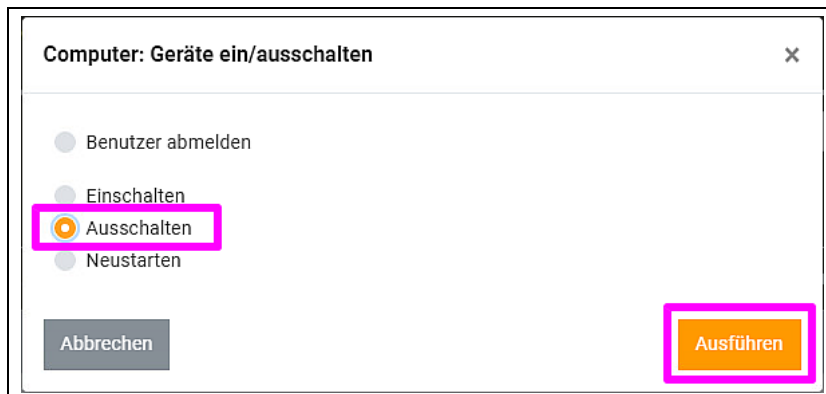 Computer: Geräte ein/ausschalten ×
Benutzer abmelden
Einschalten
Ausschalten
Neustarten
Abbrechen Ausführen